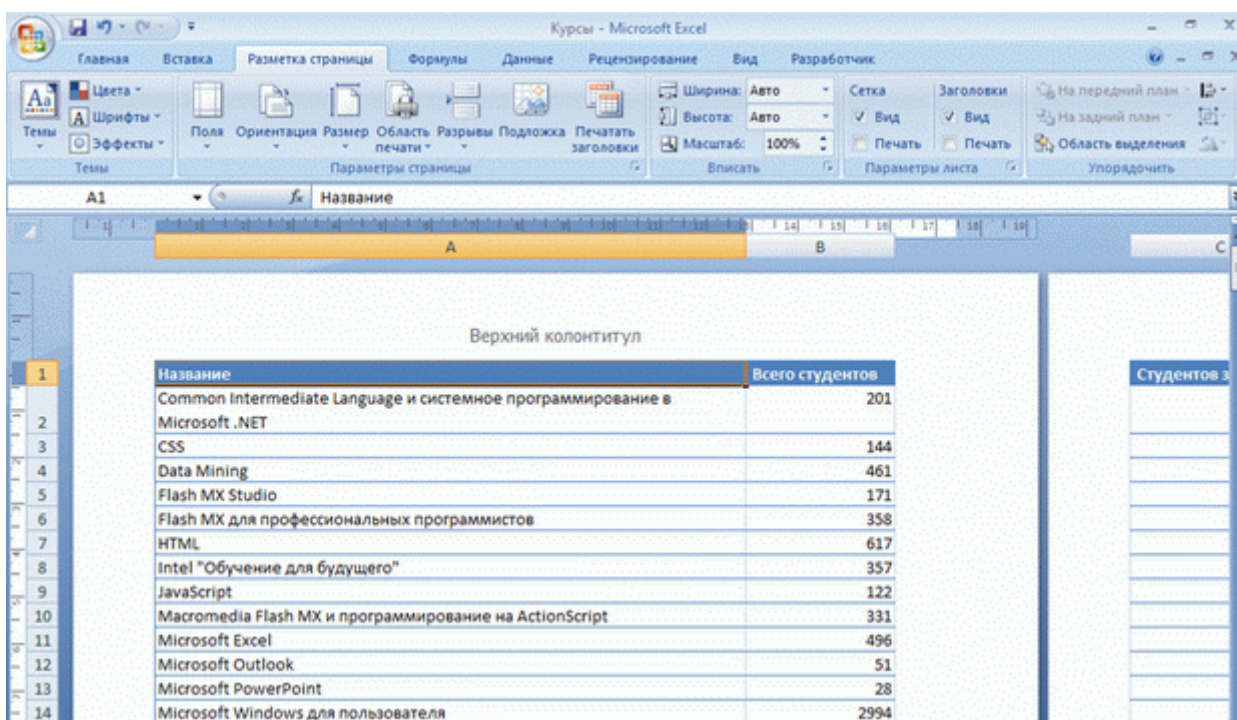 Курсы - Microsoft Excel
Главная Вставка Разметка страницы Формулы Данные Рецензирование Вид Разработчик
Aa Темы Цвета Шрифты Эффекты
Поля Ориентация Размер Область печати Разрывы Подложка Печатать заголовки
Ширина: Авто
Высота: Авто
Масштаб: 100%
Сетка Заголовки
Вид Вид
Печать Печать
На передний план
На задний план
Область выделения
Темы Параметры страницы Вписать Параметры листа Упорядочить
A1 fx Название
A B C
Верхний колонтитул
1 Название Всего студентов Студентов з
Common Intermediate Language и системное программирование в 201
2 Microsoft .NET
3 CSS 144
4 Data Mining 461
5 Flash MX Studio 171
6 Flash MX для профессиональных программистов 358
7 HTML 617
8 Intel "Обучение для будущего" 357
9 JavaScript 122
10 Macromedia Flash MX и программирование на ActionScript 331
11 Microsoft Excel 496
12 Microsoft Outlook 51
13 Microsoft PowerPoint 28
14 Microsoft Windows для пользователя 2994